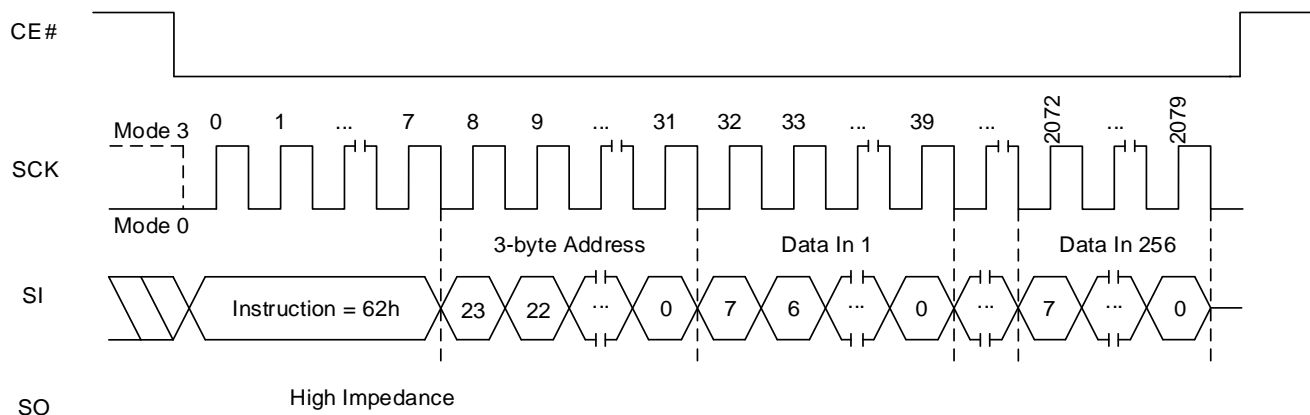 CE#
0 1 ... 7 8 9 ... 31 32 33 ... 39 ... 2072 ... 2079
Mode 3
SCK
Mode 0
3-byte Address Data In 1 Data In 256
SI Instruction = 62h 23 22 ... 0 7 6 ... 0 ... 7 ... 0
High Impedance
SO